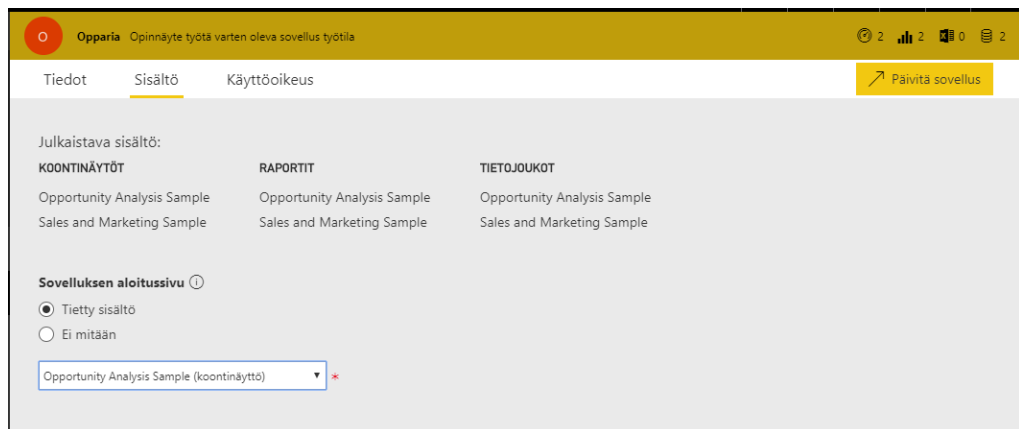 O Opparia Opinnäyte työtä varten oleva sovellus työtila 2 2 0 2
Tiedot Sisältö Käyttöoikeus Päivitä sovellus
Julkaistava sisältö:
KOONTINÄYTÖT RAPORTIT TIETOJOUKOT
Opportunity Analysis Sample Opportunity Analysis Sample Opportunity Analysis Sample
Sales and Marketing Sample Sales and Marketing Sample Sales and Marketing Sample
Sovelluksen aloitussivu
Tietty sisältö
Ei mitään
Opportunity Analysis Sample (koontinäyttö) *